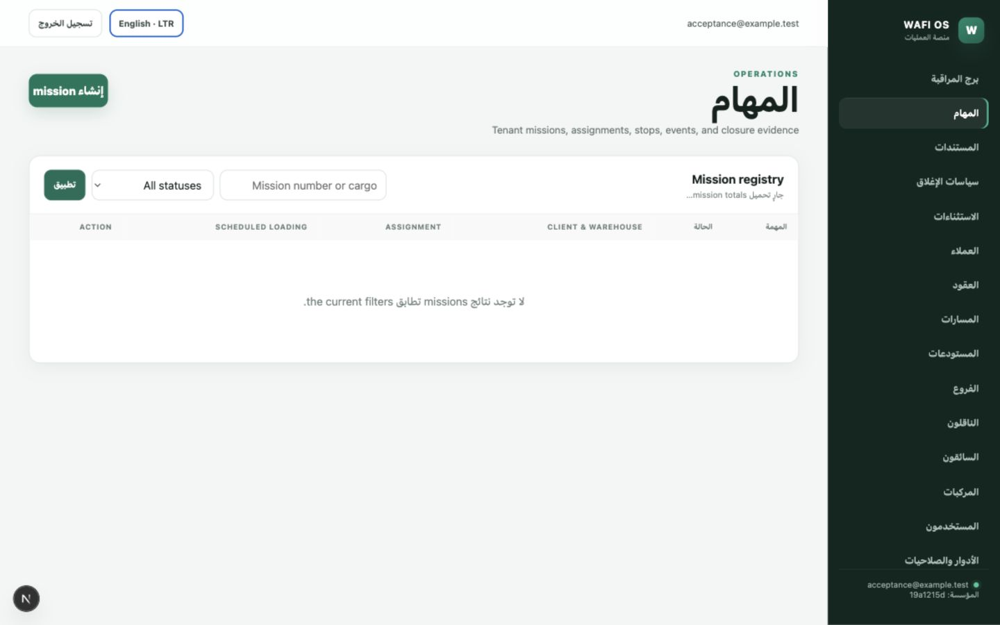 WAFI OS
منصة العمليات
W
برج المراقبة
المهام
المستندات
سياسات الإغلاق
الاستثناءات
العملاء
العقود
المسارات
المستودعات
الفروع
الناقلون
السائقون
المركبات
المستخدمون
الأدوار والصلاحيات
acceptance@example.test
المؤسسة: 19a1215d
acceptance@example.test
English · LTR
تسجيل الخروج
OPERATIONS
المهام
Tenant missions, assignments, stops, events, and closure evidence
إنشاء mission
Mission registry
جارٍ تحميل mission totals...
Mission number or cargo
All statuses
تطبيق
المهمة
الحالة
CLIENT & WAREHOUSE
ASSIGNMENT
SCHEDULED LOADING
ACTION
لا توجد نتائج missions تطابق the current filters.
N